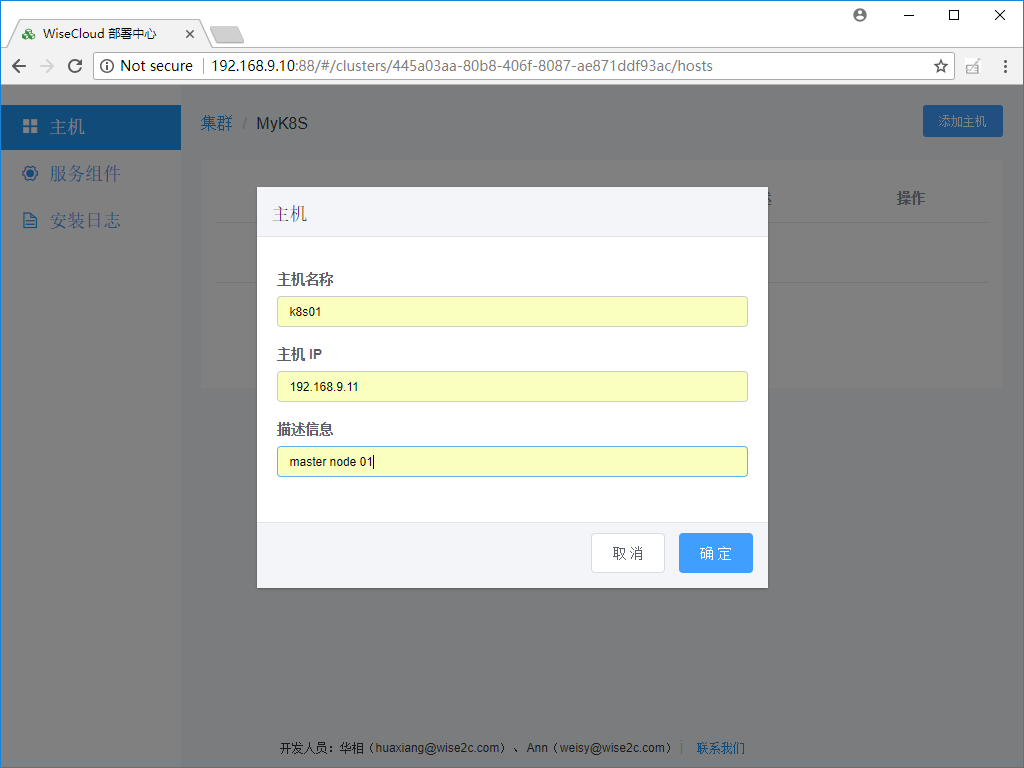 WiseCloud 部署中心
Not secure 192.168.9.10:88/#/clusters/445a03aa-80b8-406f-8087-ae871ddf93ac/hosts
主机
集群 / MyK8S
添加主机
服务组件
安装日志
操作
主机
主机名称
k8s01
主机 IP
192.168.9.11
描述信息
master node 01
取 消
确 定
开发人员：华相（huaxiang@wise2c.com）、Ann（weisy@wise2c.com）
联系我们